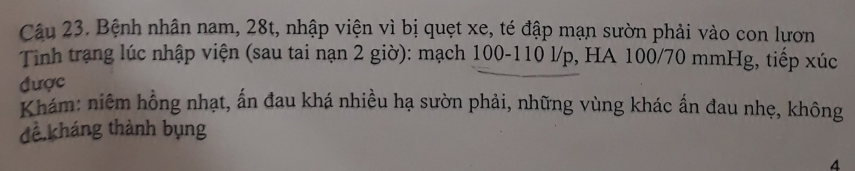 Câu 23. Bệnh nhân nam, 28t, nhập viện vì bị quẹt xe, té đập mạn sườn phải vào con lươn
Tình trạng lúc nhập viện (sau tai nạn 2 giờ): mạch 100-110 l/p, HA 100/70 mmHg, tiếp xúc
được
Khám: niêm hồng nhạt, ấn đau khá nhiều hạ sườn phải, những vùng khác ấn đau nhẹ, không
đề kháng thành bụng
4